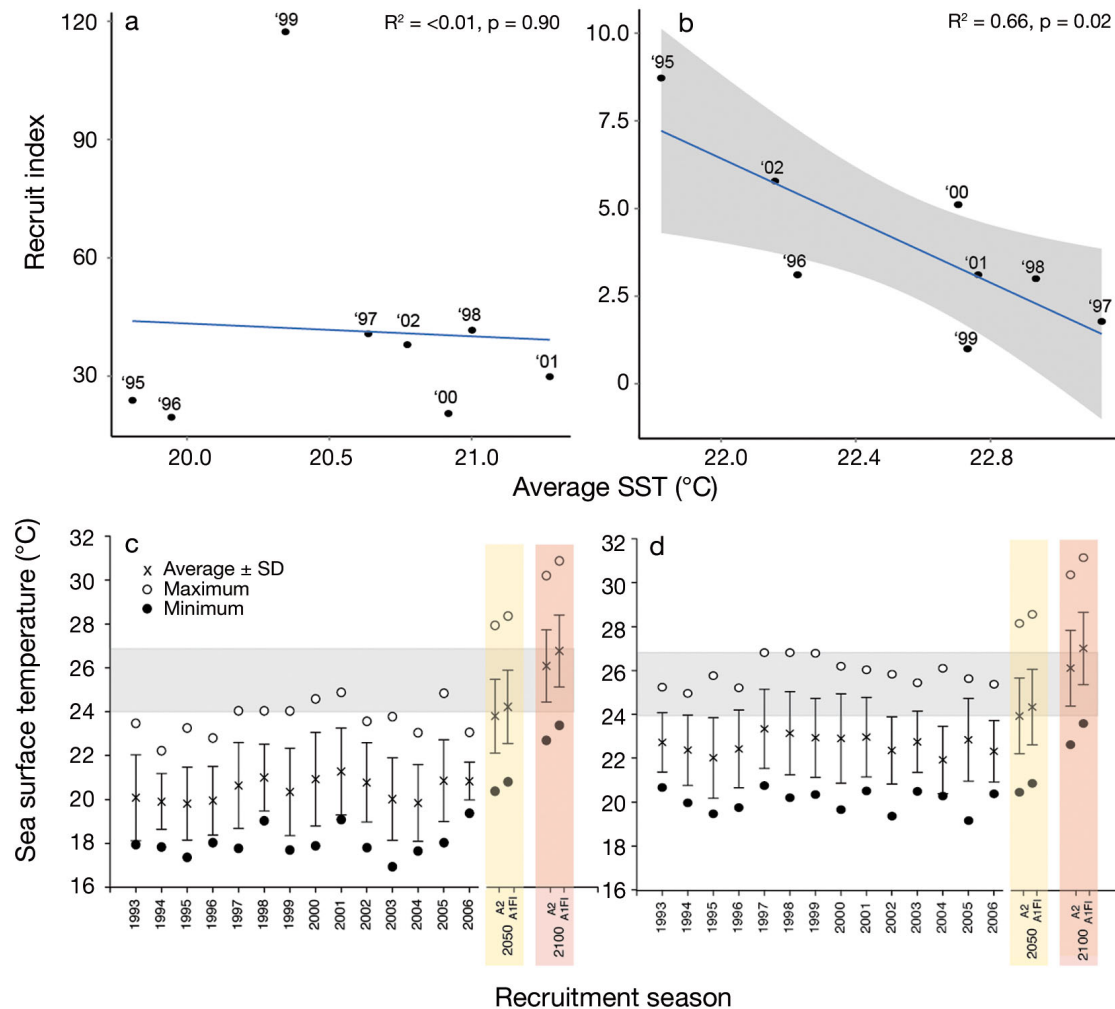 a
R² = <0.01, p = 0.90
120
90
60
30
Recruit index
'99
'97
'02
'98
'01
'00
'95
'96
20.0 20.5 21.0
b
R² = 0.66, p = 0.02
10.0
7.5
5.0
2.5
0
'95
'02
'00
'96
'01
'98
'99
'97
22.0 22.4 22.8
Average SST (°C)
Sea surface temperature (°C)
c
Average ± SD
Maximum
Minimum
32
30
28
26
24
22
20
18
16
1993 1994 1995 1996 1997 1998 1999 2000 2001 2002 2003 2004 2005 2006
A2 A1FI A2 A1FI
2050 2100
d
32
30
28
26
24
22
20
18
16
1993 1994 1995 1996 1997 1998 1999 2000 2001 2002 2003 2004 2005 2006
A2 A1FI A2 A1FI
2050 2100
Recruitment season